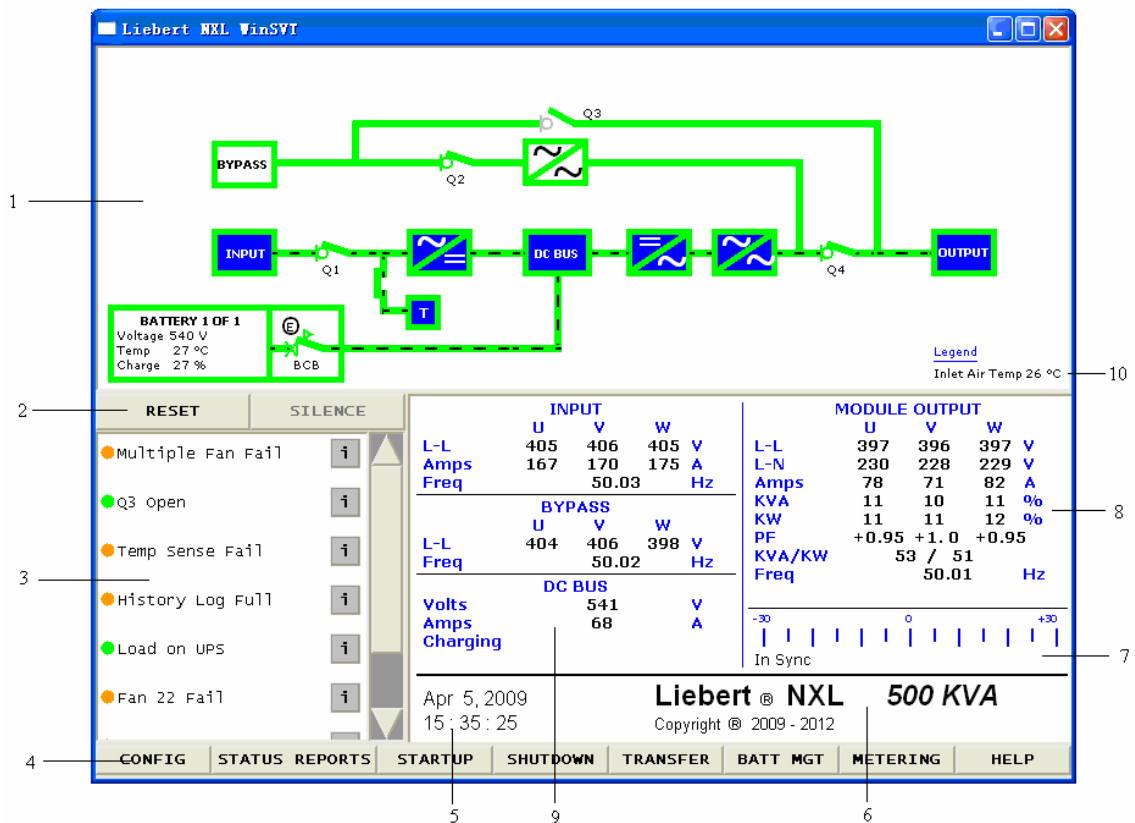 Liebert NXL WinSVT
Q3
BYPASS
Q2
1
INPUT
Q1
DC BUS
Q4
OUTPUT
T
BATTERY 1 OF 1
Voltage 540 V
Temp 27 °C
Charge 27 %
E
BCB
Legend
Inlet Air Temp 26 °C
10
2
RESET
SILENCE
Multiple Fan Fail i
Q3 Open i
Temp Sense Fail i
3
History Log Full i
Load on UPS i
Fan 22 Fail i
INPUT
U V W
L-L 405 406 405 V
Amps 167 170 175 A
Freq 50.03 Hz
BYPASS
U V W
L-L 404 406 398 V
Freq 50.02 Hz
DC BUS
Volts 541 V
Amps 68 A
Charging
MODULE OUTPUT
U V W
L-L 397 396 397 V
L-N 230 228 229 V
Amps 78 71 82 A
KVA 11 10 11 %
KW 11 11 12 %
PF +0.95 +1. 0 +0.95
KVA/KW 53 / 51
Freq 50.01 Hz
8
-30 0 +30
In Sync
7
Apr 5, 2009
15 : 35 : 25
Liebert ® NXL 500 KVA
Copyright ® 2009 - 2012
4
CONFIG STATUS REPORTS STARTUP SHUTDOWN TRANSFER BATT MGT METERING HELP
5 9 6